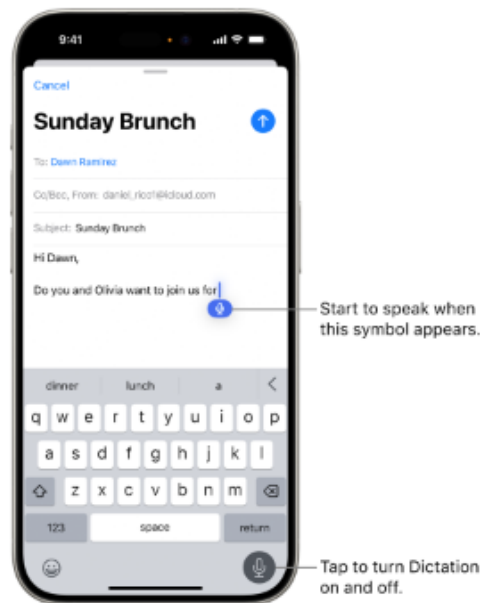 9:41
Cancel
Sunday Brunch
To: Dawn Ramirez
Cc/Bcc, From: daniel_rico1@icloud.com
Subject: Sunday Brunch
Hi Dawn,
Do you and Olivia want to join us for
Start to speak when
this symbol appears.
dinner lunch a
q w e r t y u i o p
a s d f g h j k l
z x c v b n m
123 space return
Tap to turn Dictation
on and off.